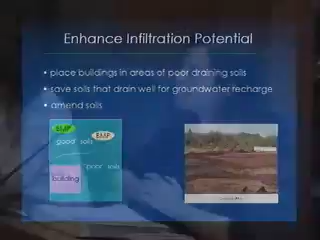 Enhance Infiltration Potential
• place buildings in areas of poor draining soils
• save soils that drain well for groundwater recharge
• amend soils
BMP
BMP
"good" soils
"poor" soils
building